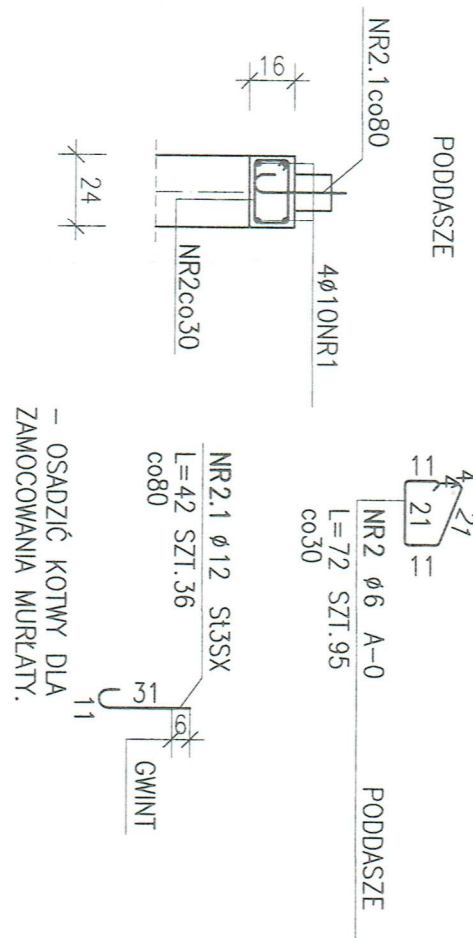 PODDASZE
NR2.1co80
16
4ø10NR1
24
NR2co30
4
4
11
21
11
NR2 ø6 A-0
L=72 SZT.95
co30
PODDASZE
NR2.1 ø12 St3SX
L=42 SZT.36
co80
31
6
11
GWINT
– OSADZIĆ KOTWY DLA
ZAMOCOWANIA MURŁATY.